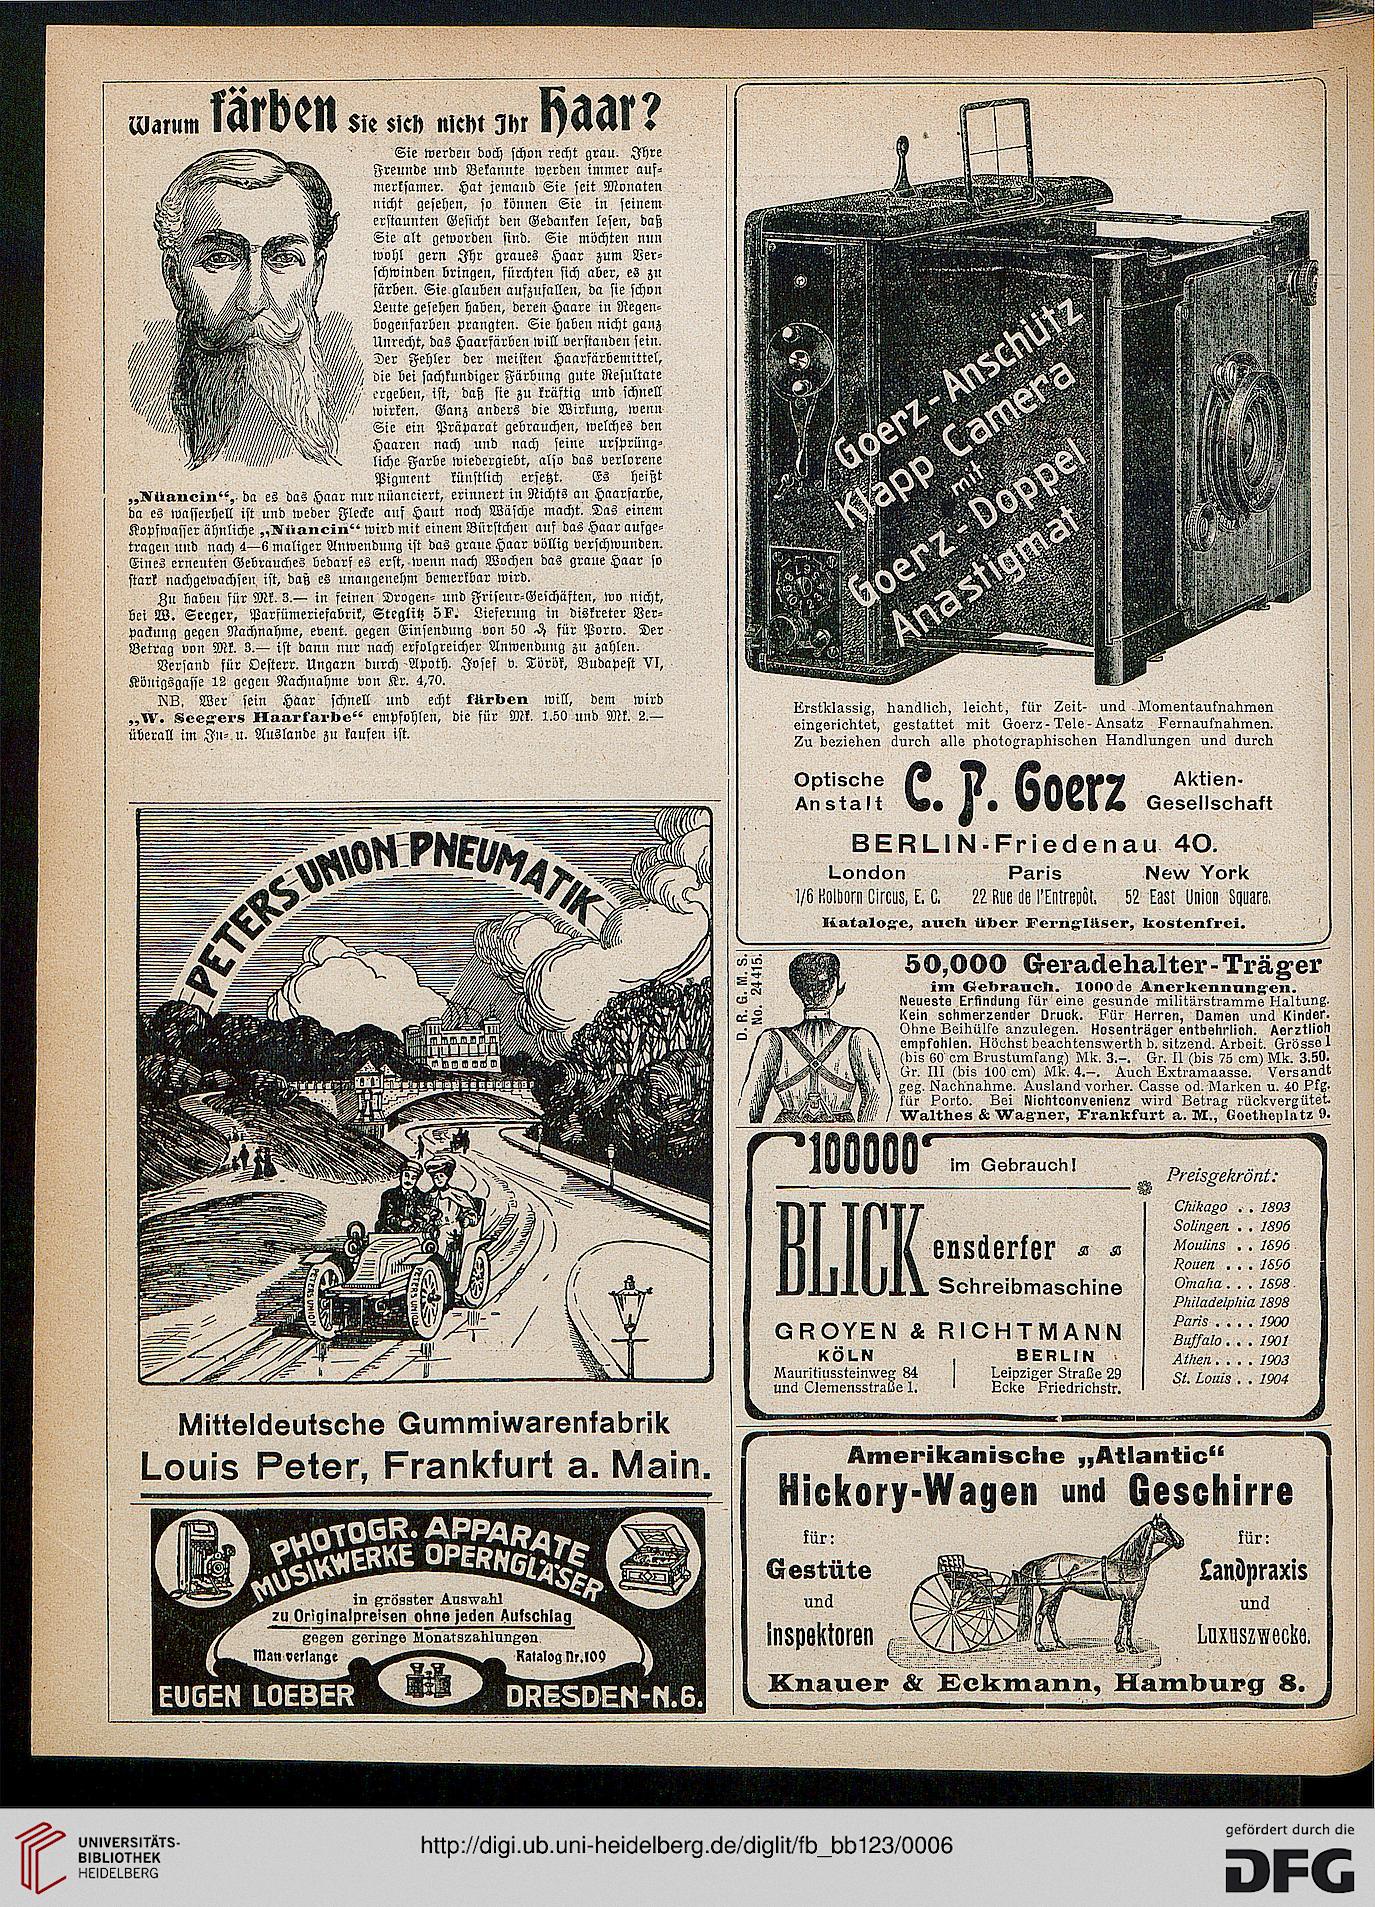 Warum färben Sie sich nicht Ihr Haar?
Sie werden doch schon recht grau. Ihre
Freunde und Bekannte werden immer auf-
merksamer. Hat jemand Sie seit Monaten
nicht gesehen, so können Sie in seinem
erstaunten Gesicht den Gedanken lesen, daß
Sie alt geworden sind. Sie möchten nun
wohl gern Ihr graues Haar zum Ver-
schwinden bringen, fürchten sich aber, es zu
färben. Sie glauben aufzufallen, da sie schon
Leute gesehen haben, deren Haare in Regen-
bogenfarben prangten. Sie haben nicht ganz
Unrecht, das Haarfärben will verstanden sein.
Der Fehler der meisten Haarfärbemittel,
die bei sachkundiger Färbung gute Resultate
ergeben, ist, daß sie zu kräftig und schnell
wirken. Ganz anders die Wirkung, wenn
Sie ein Präparat gebrauchen, welches den
Haaren nach und nach seine ursprüng-
liche Farbe wiedergiebt, also das verlorene
Pigment künstlich ersetzt. Es heißt
„Nüancin“, da es das Haar nur nüanciert, erinnert in Nichts an Haarfarbe,
da es wasserhell ist und weder Flecke auf Haut noch Wäsche macht. Das einem
Kopfwasser ähnliche „Nüancin“ wird mit einem Bürstchen auf das Haar aufge-
tragen und nach 4—6 maliger Anwendung ist das graue Haar völlig verschwunden.
Eines erneuten Gebrauches bedarf es erst, wenn nach Wochen das graue Haar so
stark nachgewachsen ist, daß es unangenehm bemerkbar wird.
Zu haben für Mk. 3.— in feinen Drogen- und Friseur-Geschäften, wo nicht,
bei W. Seeger, Parfümeriefabrik, Steglitz 5F. Lieferung in diskreter Ver-
packung gegen Nachnahme, event. gegen Einsendung von 50 ₰ für Porto. Der
Betrag von Mk. 3.— ist dann nur nach erfolgreicher Anwendung zu zahlen.
Versand für Oesterr. Ungarn durch Apoth. Josef v. Török, Budapest VI,
Königsgasse 12 gegen Nachnahme von Kr. 4,70.
NB. Wer sein Haar schnell und echt färben will, dem wird
„W. Seegers Haarfarbe“ empfohlen, die für Mk. 1.50 und Mk. 2.—
überall im In- u. Auslande zu kaufen ist.
PETERS UNION PNEUMATIK
PETERS UNION
PETERS UNION
Mitteldeutsche Gummiwarenfabrik
Louis Peter, Frankfurt a. Main.
PHOTOGR. APPARATE
MUSIKWERKE OPERNGLÄSER
in grösster Auswahl
zu Originalpreisen ohne jeden Aufschlag
gegen geringe Monatszahlungen
Man verlange Katalog Nr. 109
EUGEN LOEBER DRESDEN-N.6.
Goerz-Anschütz
Klapp Camera
mit
Goerz-Doppel
Anastigmat
Erstklassig, handlich, leicht, für Zeit- und Momentaufnahmen
eingerichtet, gestattet mit Goerz-Tele-Ansatz Fernaufnahmen.
Zu beziehen durch alle photographischen Handlungen und durch
Optische Anstalt C. P. Goerz Aktien-Gesellschaft
BERLIN-Friedenau 40.
London Paris New York
1/6 Holborn Circus, E. C. 22 Rue de l'Entrepôt. 52 East Union Square.
Kataloge, auch über Ferngläser, kostenfrei.
D. R. G. M. S.
No. 24415.
50,000 Geradehalter-Träger
im Gebrauch. 1000de Anerkennungen.
Neueste Erfindung für eine gesunde militärstramme Haltung.
Kein schmerzender Druck. Für Herren, Damen und Kinder.
Ohne Beihülfe anzulegen. Hosenträger entbehrlich. Aerztlich
empfohlen. Höchst beachtenswerth b. sitzend. Arbeit. Grösse I
(bis 60 cm Brustumfang) Mk. 3.–. Gr. II (bis 75 cm) Mk. 3.50.
Gr. III (bis 100 cm) Mk. 4.–. Auch Extramaasse. Versandt
geg. Nachnahme. Ausland vorher. Casse od. Marken u. 40 Pfg.
für Porto. Bei Nichtconvenienz wird Betrag rückvergütet.
Walthes & Wagner, Frankfurt a. M., Goetheplatz 9.
100000 im Gebrauch!
BLICKensderfer
Schreibmaschine
GROYEN & RICHTMANN
KÖLN BERLIN
Mauritiussteinweg 84 Leipziger Straße 29
und Clemensstraße 1. Ecke Friedrichstr.
Preisgekrönt:
Chikago . . 1893
Solingen . . 1896
Moulins . . 1896
Rouen . . . 1896
Omaha . . . 1898
Philadelphia 1898
Paris . . . . 1900
Buffalo . . . 1901
Athen . . . . 1903
St. Louis . . 1904
Amerikanische „Atlantic“
Hickory-Wagen und Geschirre
für: für:
Gestüte Landpraxis
und und
Inspektoren Luxuszwecke.
Knauer & Eckmann, Hamburg 8.
UNIVERSITÄTS-
BIBLIOTHEK
HEIDELBERG
http://digi.ub.uni-heidelberg.de/diglit/fb_bb123/0006
gefördert durch die
DFG